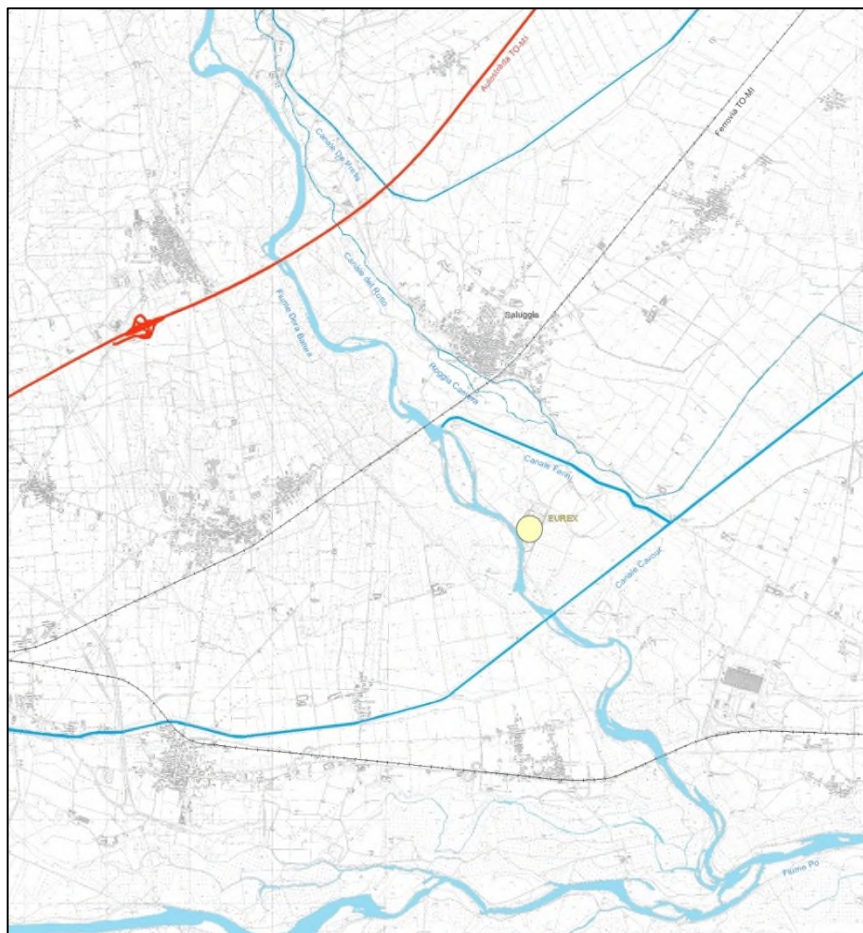 Autostrada TO-MI
Ferrovia TO-MI
Canale De Pretis
Canale del Rotto
Fiume Dora Baltea
Saluggia
Roggia Camera
Canale Farini
EUREX
Canale Cavour
Fiume Po